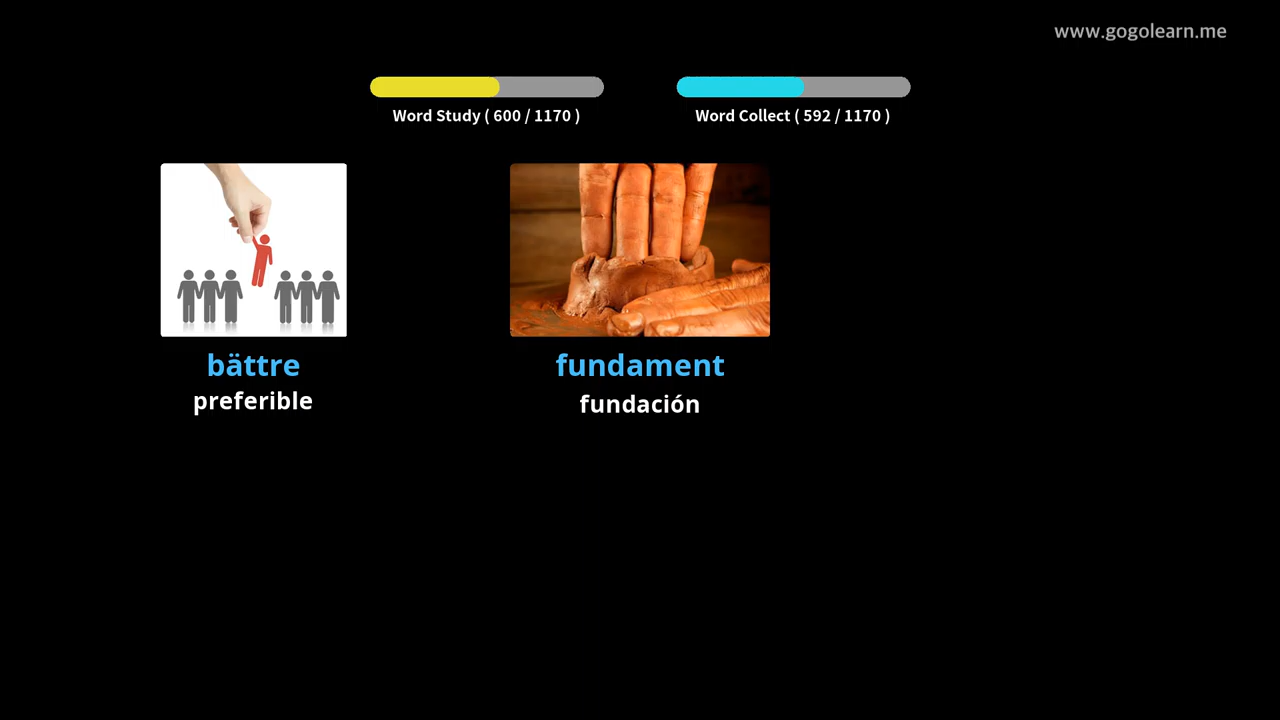 www.gogolearn.me
Word Study ( 600 / 1170 )
Word Collect ( 592 / 1170 )
bättre
preferible
fundament
fundación